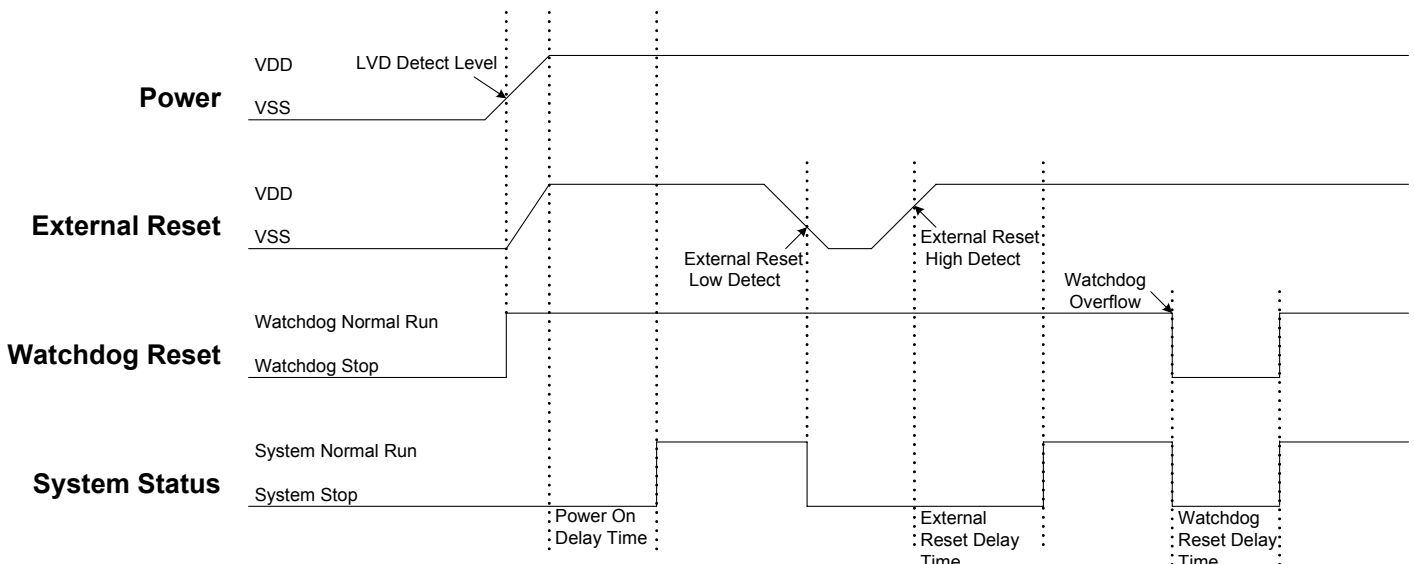 VDD
LVD Detect Level
Power
VSS
VDD
External Reset
VSS
External Reset
Low Detect
External Reset
High Detect
Watchdog
Overflow
Watchdog Normal Run
Watchdog Reset
Watchdog Stop
System Normal Run
System Status
System Stop
Power On
Delay Time
External
Reset Delay
Time
Watchdog
Reset Delay
Time